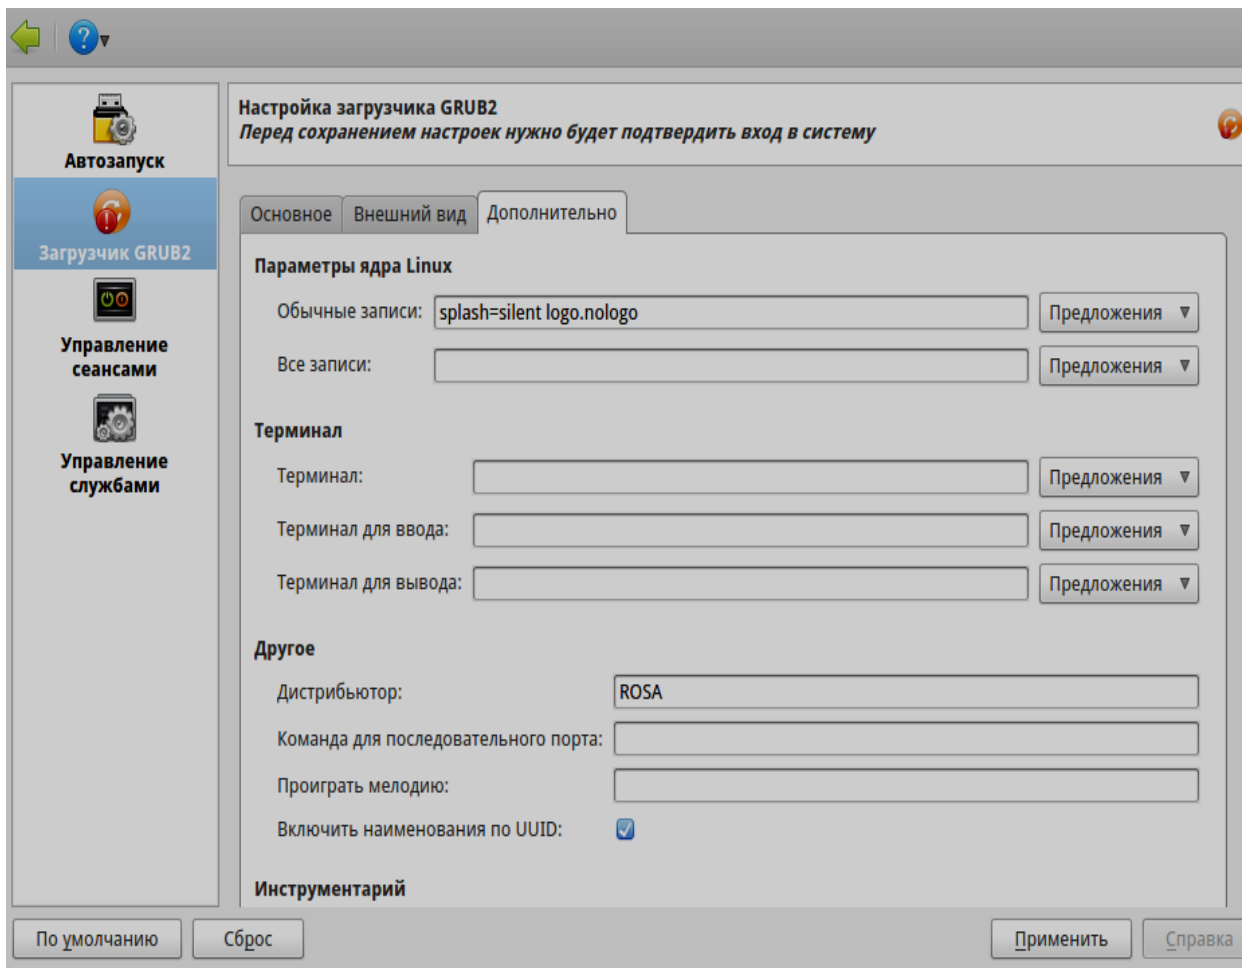 Автозапуск
Загрузчик GRUB2
Управление
сеансами
Управление
службами
Настройка загрузчика GRUB2
Перед сохранением настроек нужно будет подтвердить вход в систему
Основное Внешний вид Дополнительно
Параметры ядра Linux
Обычные записи: splash=silent logo.nologo Предложения
Все записи: Предложения
Терминал
Терминал: Предложения
Терминал для ввода: Предложения
Терминал для вывода: Предложения
Другое
Дистрибьютор: ROSA
Команда для последовательного порта:
Проиграть мелодию:
Включить наименования по UUID:
Инструментарий
По умолчанию Сброс Применить Справка